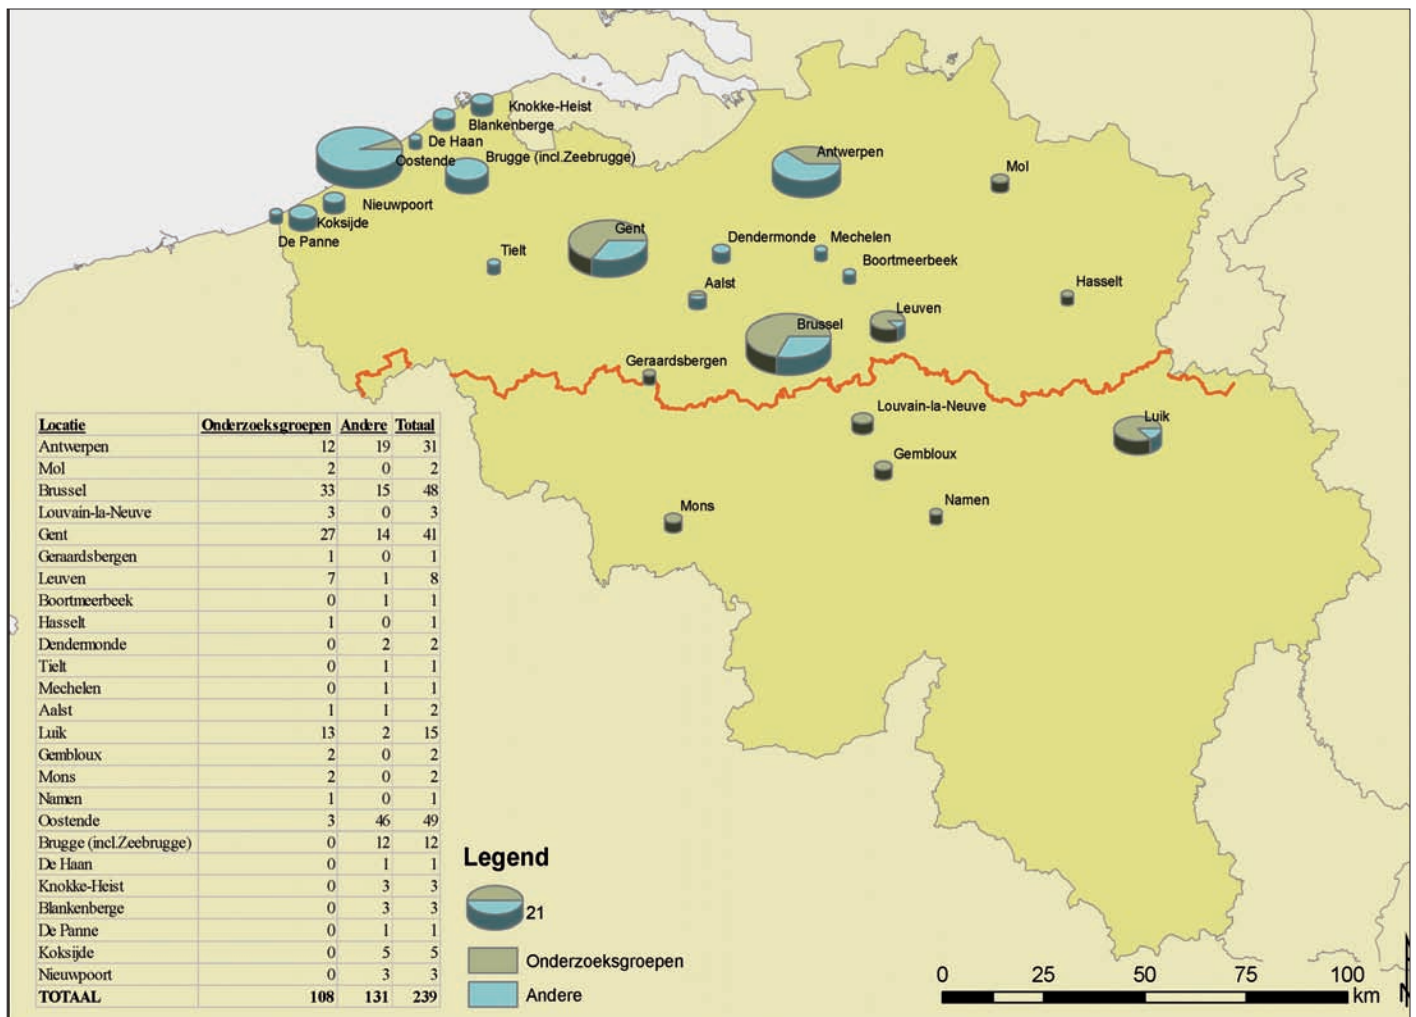 Knokke-Heist
Blankenberge
De Haan
Oostende
Brugge (incl.Zeebrugge)
Antwerpen
Mol
Nieuwpoort
Koksijde
De Panne
Gent
Tielt
Dendermonde
Mechelen
Boortmeerbeek
Aalst
Hasselt
Leuven
Brussel
Geraardsbergen
Louvain-la-Neuve
Luik
Gembloux
Mons
Namen
Locatie Onderzoeksgroepen Andere Totaal
Antwerpen 12 19 31
Mol 2 0 2
Brussel 33 15 48
Louvain-la-Neuve 3 0 3
Gent 27 14 41
Geraardsbergen 1 0 1
Leuven 7 1 8
Boortmeerbeek 0 1 1
Hasselt 1 0 1
Dendermonde 0 2 2
Tielt 0 1 1
Mechelen 0 1 1
Aalst 1 1 2
Luik 13 2 15
Gembloux 2 0 2
Mons 2 0 2
Namen 1 0 1
Oostende 3 46 49
Brugge (incl.Zeebrugge) 0 12 12
De Haan 0 1 1
Knokke-Heist 0 3 3
Blankenberge 0 3 3
De Panne 0 1 1
Koksijde 0 5 5
Nieuwpoort 0 3 3
TOTAAL 108 131 239
Legend
21
Onderzoeksgroepen
Andere
0 25 50 75 100
km
N